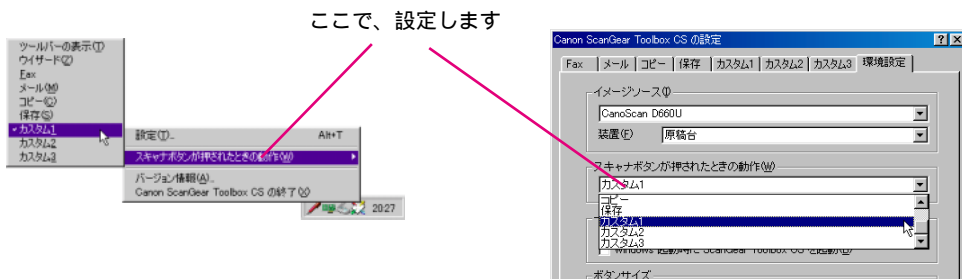 ここで、設定します
ツールバーの表示(T)
ウィザード(Z)
Fax
メール(M)
コピー(C)
保存(S)
カスタム1
カスタム2
カスタム3
設定(T)...
Alt+T
スキャナボタンが押されたときの動作(W)
バージョン情報(A)...
Canon ScanGear Toolbox CS の終了(X)
20:27
Canon ScanGear Toolbox CS の設定
Fax
メール
コピー
保存
カスタム1
カスタム2
カスタム3
環境設定
イメージソース(I)
CanoScan D660U
装置(E)
原稿台
スキャナボタンが押されたときの動作(W)
カスタム1
コピー
保存
カスタム1
カスタム2
カスタム3
ボタンサイズ